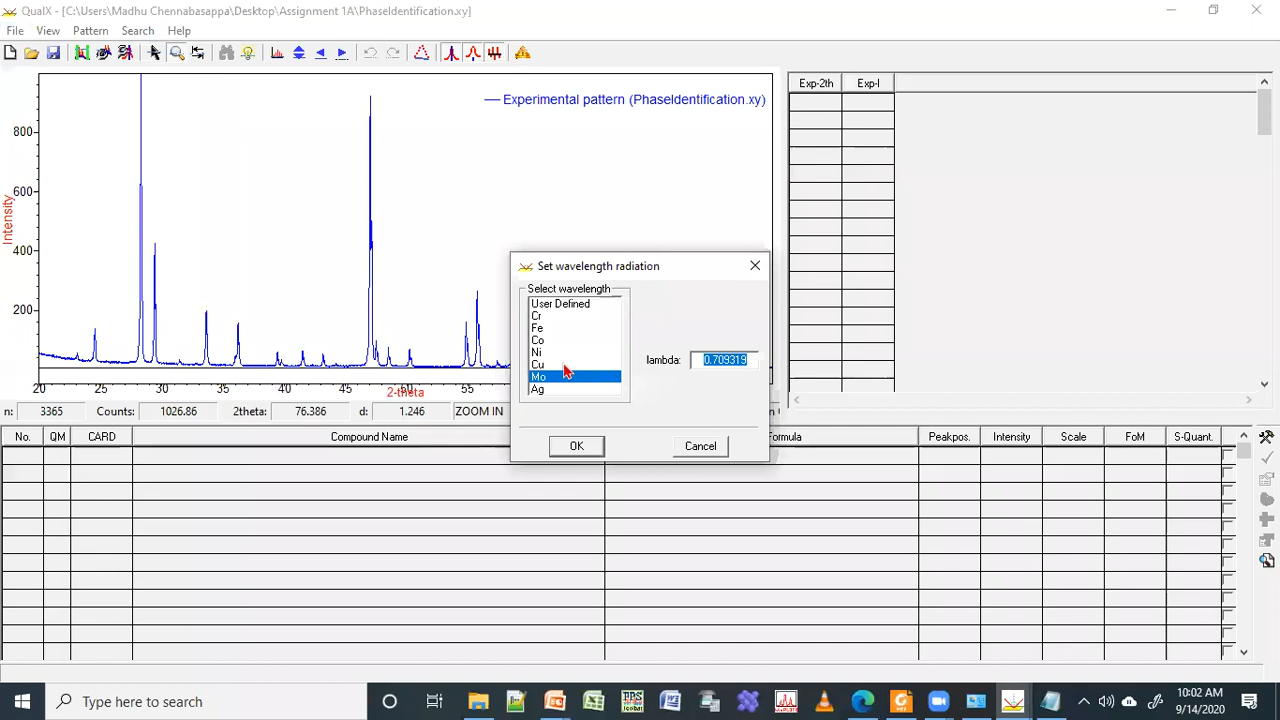 QualX - [C:\Users\Madhu Chennabasappa\Desktop\Assignment 1A\PhaseIdentification.xy]
File View Pattern Search Help
Experimental pattern (PhaseIdentification.xy)
800
600
400
200
Intensity
20 25 30 35 40 45 50 55
2-theta
Exp-2th Exp-I
Set wavelength radiation
Select wavelength
User Defined
Cr
Fe
Co
Ni
Cu
Mo
Ag
lambda: 0.709319
OK Cancel
n: 3365 Counts: 1026.86 2theta: 76.386 d: 1.246 ZOOM IN
No. QM CARD Compound Name Formula Peakpos. Intensity Scale FoM S-Quant.
Type here to search
10:02 AM
9/14/2020